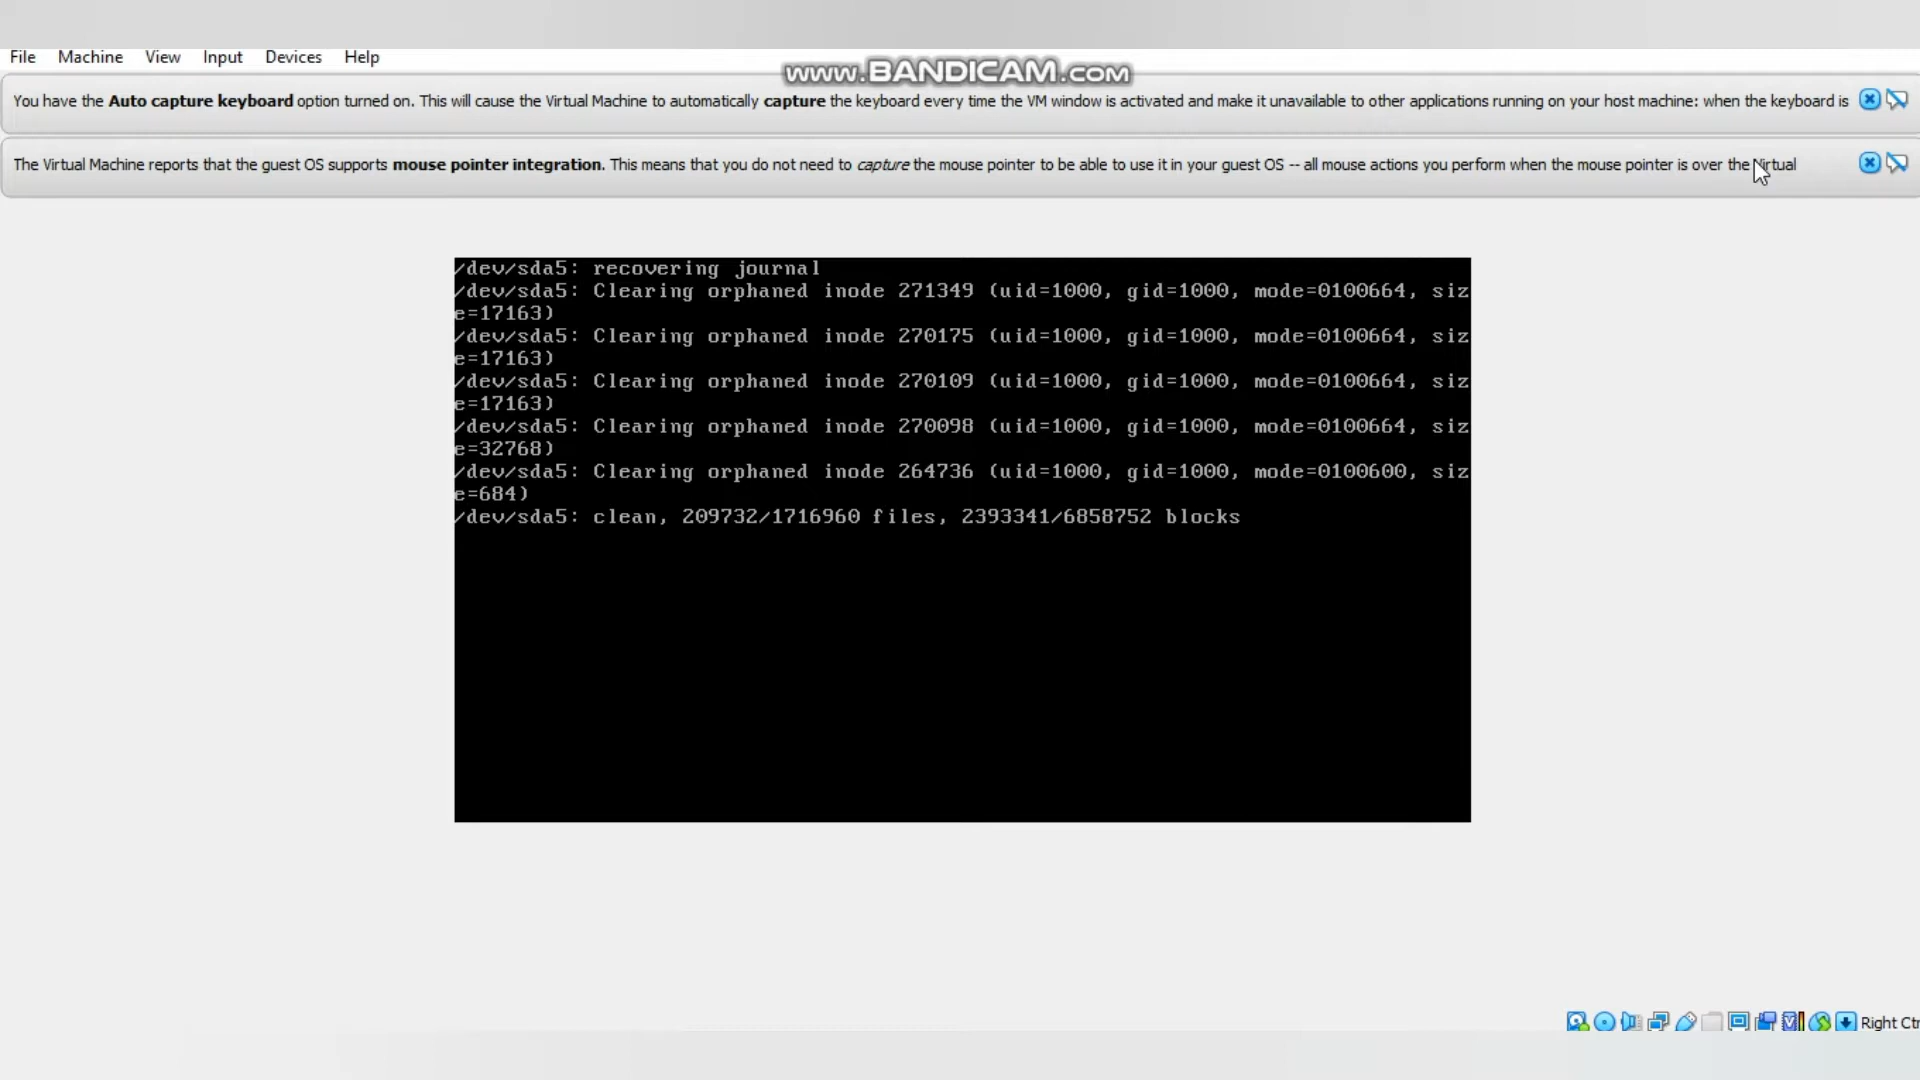 File Machine View Input Devices Help
www.BANDICAM.com
You have the Auto capture keyboard option turned on. This will cause the Virtual Machine to automatically capture the keyboard every time the VM window is activated and make it unavailable to other applications running on your host machine: when the keyboard is
The Virtual Machine reports that the guest OS supports mouse pointer integration. This means that you do not need to capture the mouse pointer to be able to use it in your guest OS -- all mouse actions you perform when the mouse pointer is over the Virtual
/dev/sda5: recovering journal
/dev/sda5: Clearing orphaned inode 271349 (uid=1000, gid=1000, mode=0100664, siz
e=17163)
/dev/sda5: Clearing orphaned inode 270175 (uid=1000, gid=1000, mode=0100664, siz
e=17163)
/dev/sda5: Clearing orphaned inode 270109 (uid=1000, gid=1000, mode=0100664, siz
e=17163)
/dev/sda5: Clearing orphaned inode 270098 (uid=1000, gid=1000, mode=0100664, siz
e=32768)
/dev/sda5: Clearing orphaned inode 264736 (uid=1000, gid=1000, mode=0100600, siz
e=684)
/dev/sda5: clean, 209732/1716960 files, 2393341/6858752 blocks
Right Ctr